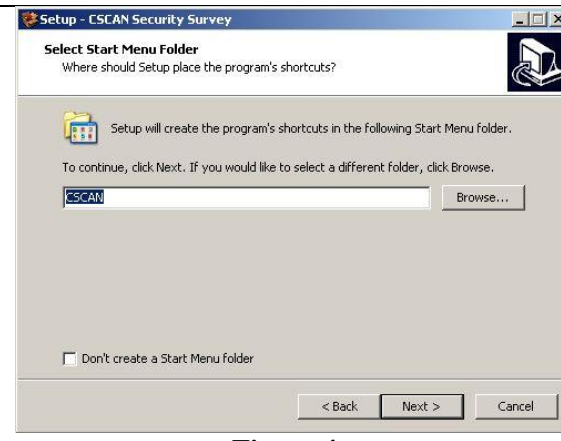 Setup - CSCAN Security Survey
Select Start Menu Folder
Where should Setup place the program's shortcuts?
Setup will create the program's shortcuts in the following Start Menu folder.
To continue, click Next. If you would like to select a different folder, click Browse.
CSCAN
Browse...
Don't create a Start Menu folder
< Back
Next >
Cancel